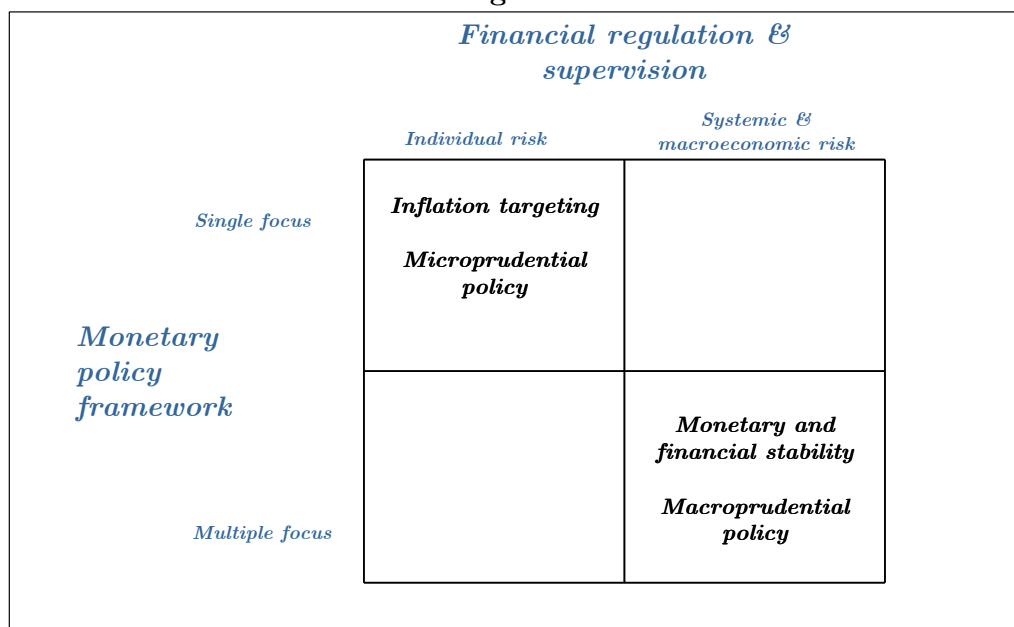 Financial regulation &
supervision
Individual risk
Systemic &
macroeconomic risk
Single focus
Inflation targeting
Microprudential
policy
Monetary
policy
framework
Monetary and
financial stability
Macroprudential
policy
Multiple focus